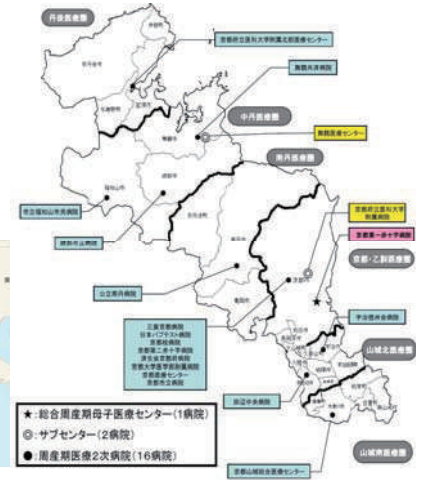 丹後医療圏
京都府立医科大学附属北部医療センター
舞鶴共済病院
中丹医療圏
舞鶴医療センター
南丹医療圏
市立福知山市民病院
綾部市立病院
京都府立医科大学
附属病院
京都第一赤十字病院
京都・乙訓医療圏
公立南丹病院
宇治徳洲会病院
三菱京都病院
日本バプテスト病院
京都桂病院
京都第二赤十字病院
済生会京都府病院
京都大学医学部附属病院
京都医療センター
京都市立病院
山城北医療圏
田辺中央病院
山城南医療圏
京都山城総合医療センター
★:総合周産期母子医療センター(1病院)
◎:サブセンター(2病院)
●:周産期医療2次病院(16病院)